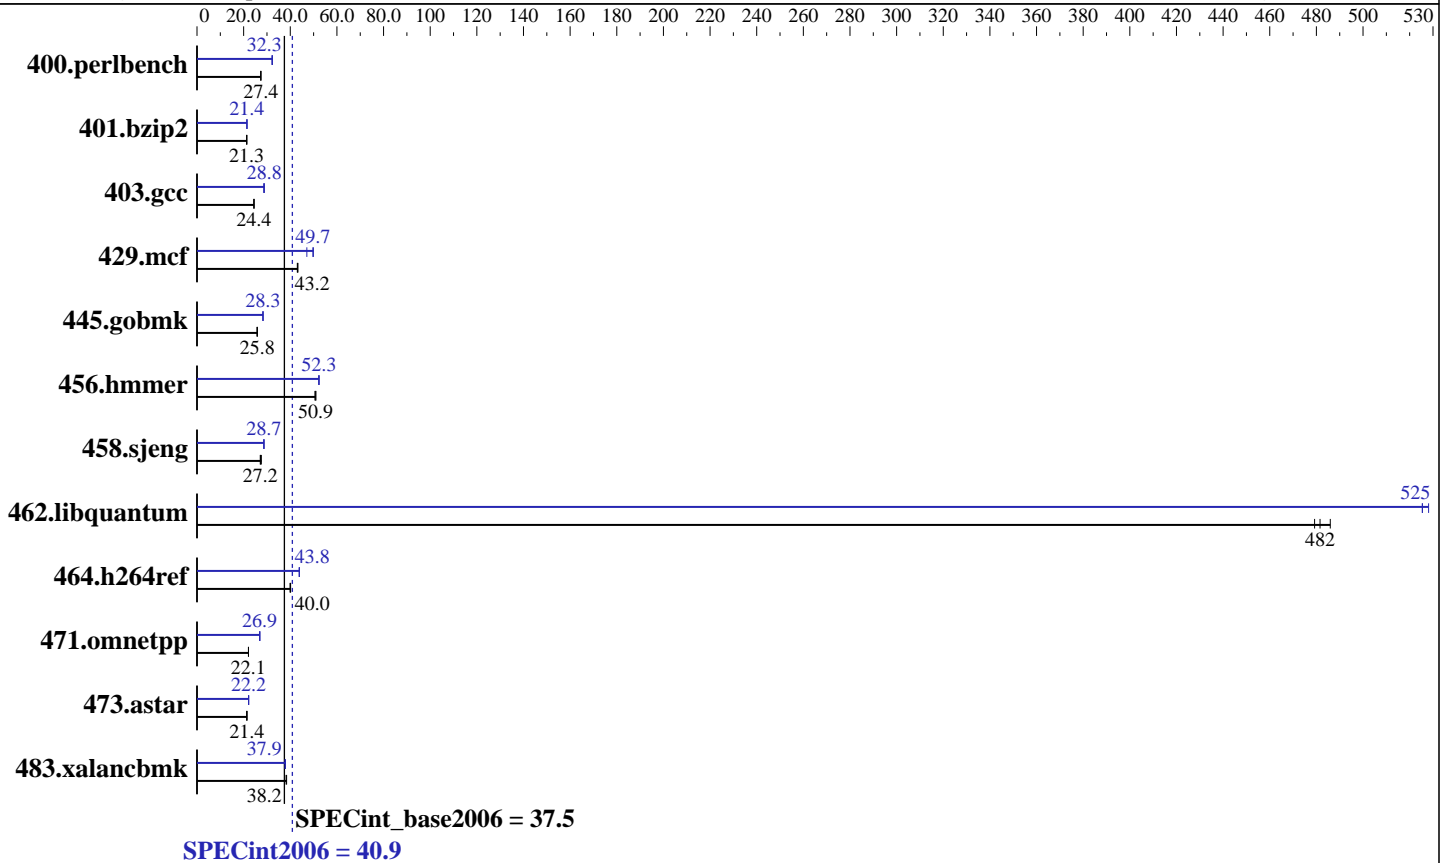 0 20.0 40.0 60.0 80.0 100 120 140 160 180 200 220 240 260 280 300 320 340 360 380 400 420 440 460 480 500 530
32.3
400.perlbench
27.4
21.4
401.bzip2
21.3
28.8
403.gcc
24.4
49.7
429.mcf
43.2
28.3
445.gobmk
25.8
52.3
456.hmmer
50.9
28.7
458.sjeng
27.2
525
462.libquantum
482
43.8
464.h264ref
40.0
26.9
471.omnetpp
22.1
22.2
473.astar
21.4
37.9
483.xalancbmk
38.2
SPECint_base2006 = 37.5
SPECint2006 = 40.9